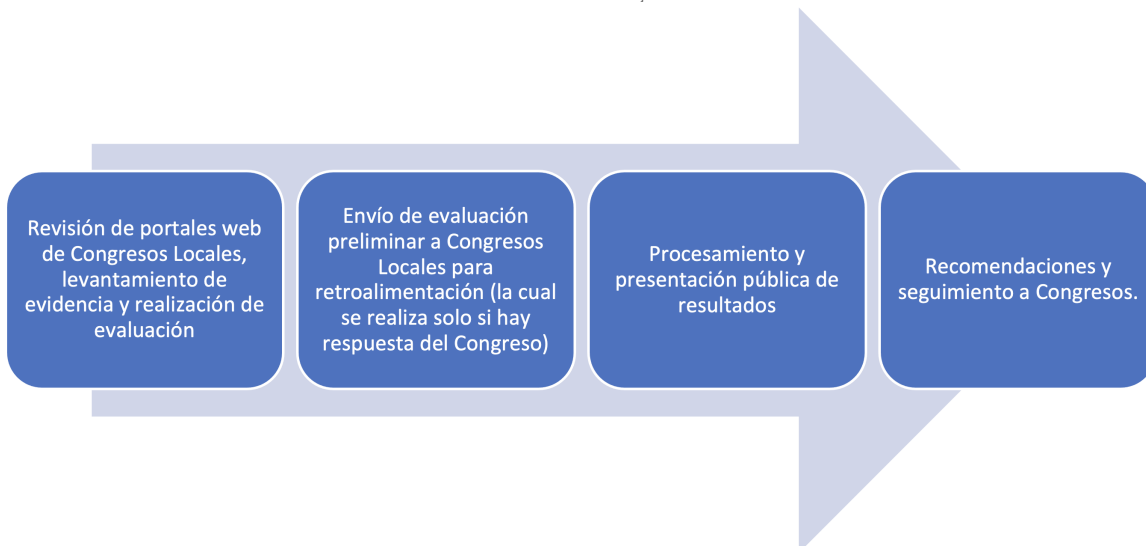 Revisión de portales web
de Congresos Locales,
levantamiento de
evidencia y realización de
evaluación
Envío de evaluación
preliminar a Congresos
Locales para
retroalimentación (la cual
se realiza solo si hay
respuesta del Congreso)
Procesamiento y
presentación pública de
resultados
Recomendaciones y
seguimiento a Congresos.